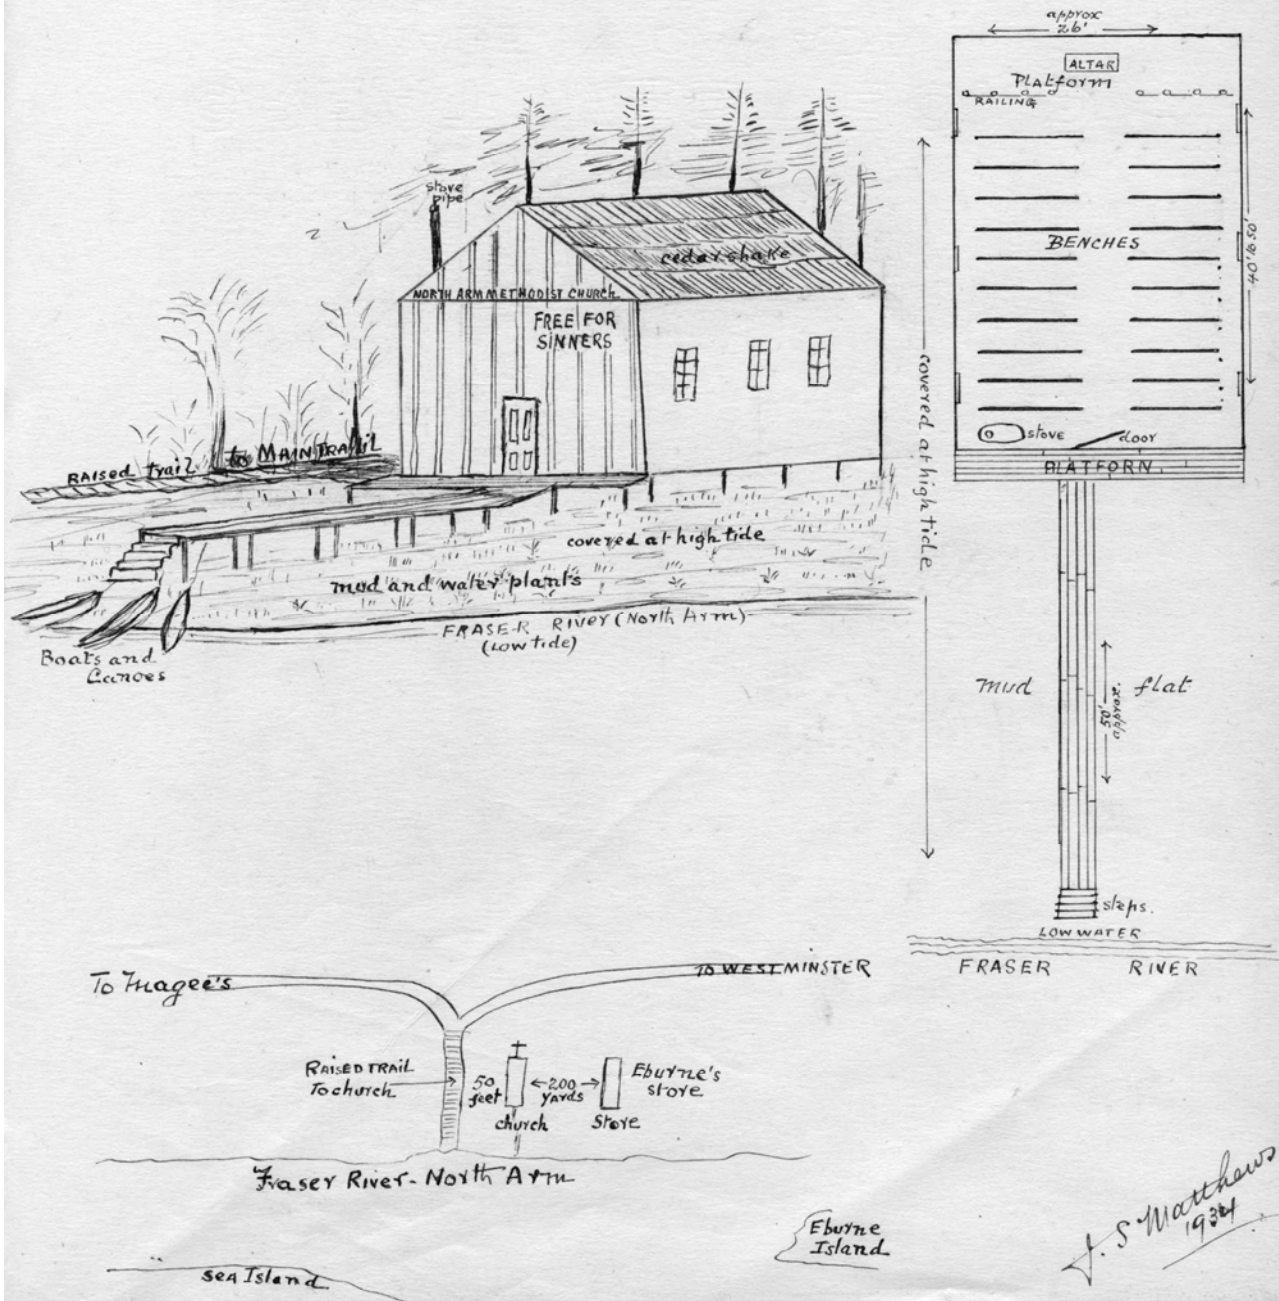 approx
26'
ALTAR
Platform
RAILING
BENCHES
40' to 50'
stove
door
PLATFORN
covered at high tide
mud flat
50'
approx.
steps.
LOW WATER
FRASER RIVER
stove
pipe
cedar shake
NORTH ARM METHODIST CHURCH
FREE FOR
SINNERS
RAISED trail to MAIN TRAIL
covered at high tide
mud and water plants
FRASER RIVER (North Arm)
(Low tide)
Boats and
Canoes
To Magee's
TO WESTMINSTER
RAISED TRAIL
To church
50
feet
200
yards
Eburne's
store
church
Store
Fraser River - North Arm
Eburne
Island
SEA Island
J. S Matthews
1934